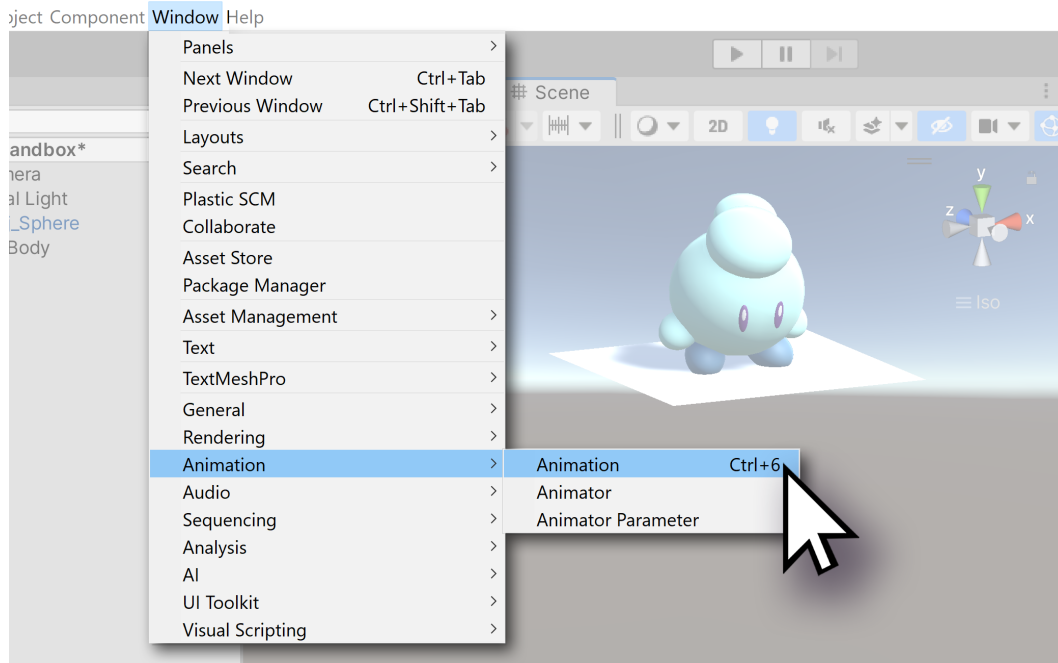 Component Window Help
Panels
Next Window Ctrl+Tab
Previous Window Ctrl+Shift+Tab
Layouts
Search
Plastic SCM
Collaborate
Asset Store
Package Manager
Asset Management
Text
TextMeshPro
General
Rendering
Animation
Audio
Sequencing
Analysis
AI
UI Toolkit
Visual Scripting
Animation Ctrl+6
Animator
Animator Parameter
andbox*
al Light
_Sphere
Body
Scene
2D
y
z
x
Iso